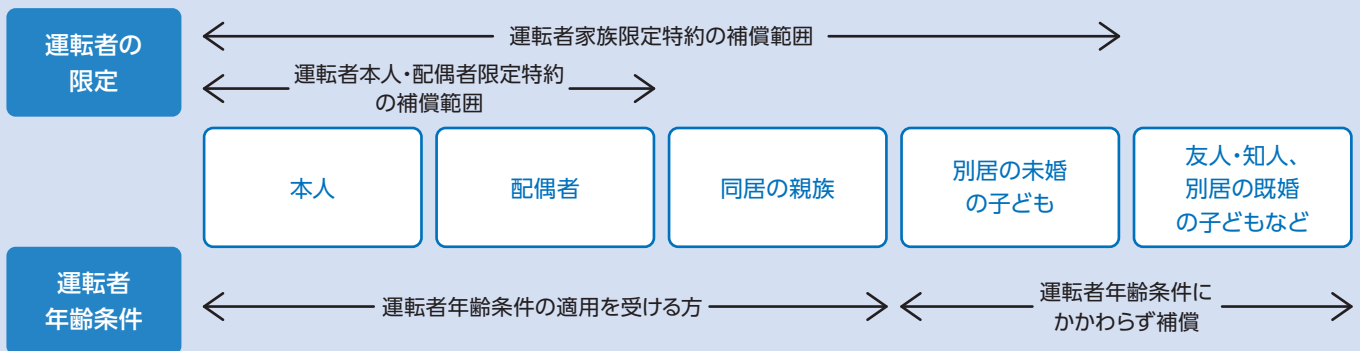 運転者の
限定
運転者家族限定特約の補償範囲
運転者本人・配偶者限定特約
の補償範囲
本人
配偶者
同居の親族
別居の未婚
の子ども
友人・知人、
別居の既婚
の子どもなど
運転者
年齢条件
運転者年齢条件の適用を受ける方
運転者年齢条件に
かかわらず補償